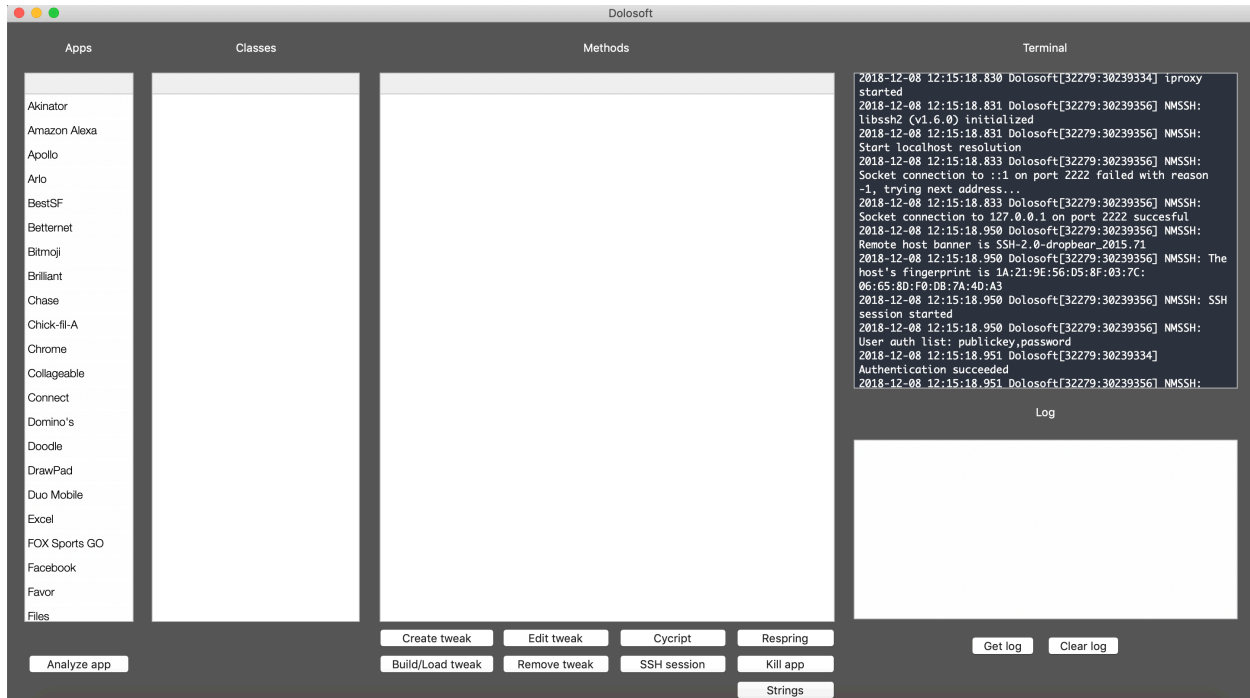 Dolosoft
Apps
Classes
Methods
Terminal
Akinator
Amazon Alexa
Apollo
Arlo
BestSF
Betternet
Bitmoji
Brilliant
Chase
Chick-fil-A
Chrome
Collageable
Connect
Domino's
Doodle
DrawPad
Duo Mobile
Excel
FOX Sports GO
Facebook
Favor
Files
2018-12-08 12:15:18.830 Dolosoft[32279:30239334] iproxy
started
2018-12-08 12:15:18.831 Dolosoft[32279:30239356] NMSSH:
libssh2 (v1.6.0) initialized
2018-12-08 12:15:18.831 Dolosoft[32279:30239356] NMSSH:
Start localhost resolution
2018-12-08 12:15:18.833 Dolosoft[32279:30239356] NMSSH:
Socket connection to ::1 on port 2222 failed with reason
-1, trying next address...
2018-12-08 12:15:18.833 Dolosoft[32279:30239356] NMSSH:
Socket connection to 127.0.0.1 on port 2222 succesful
2018-12-08 12:15:18.950 Dolosoft[32279:30239356] NMSSH:
Remote host banner is SSH-2.0-dropbear_2015.71
2018-12-08 12:15:18.950 Dolosoft[32279:30239356] NMSSH: The
host's fingerprint is 1A:21:9E:56:D5:8F:03:7C:
06:65:8D:F0:DB:7A:4D:A3
2018-12-08 12:15:18.950 Dolosoft[32279:30239356] NMSSH: SSH
session started
2018-12-08 12:15:18.950 Dolosoft[32279:30239356] NMSSH:
User auth list: publickey,password
2018-12-08 12:15:18.951 Dolosoft[32279:30239334]
Authentication succeeded
2018-12-08 12:15:18.951 Dolosoft[32279:30239356] NMSSH:
Log
Create tweak
Edit tweak
Cycript
Respring
Get log
Clear log
Analyze app
Build/Load tweak
Remove tweak
SSH session
Kill app
Strings